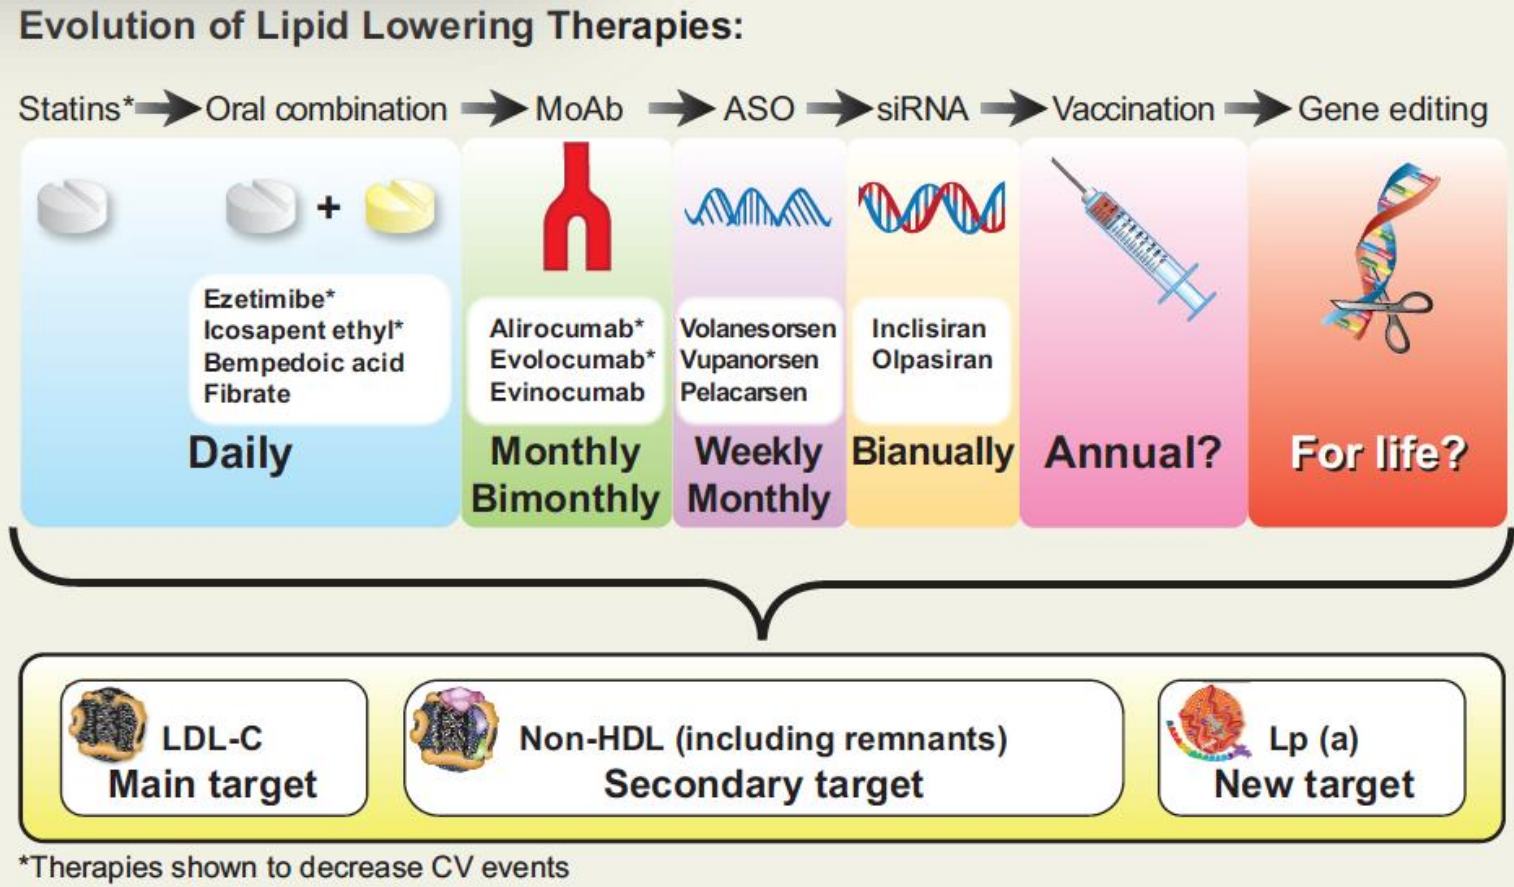 Evolution of Lipid Lowering Therapies:
Statins* Oral combination MoAb ASO siRNA Vaccination Gene editing
+
Ezetimibe*
Icosapent ethyl*
Bempedoic acid
Fibrate
Daily
Alirocumab*
Evolocumab*
Evinocumab
Monthly
Bimonthly
Volanesorsen
Vupanorsen
Pelacarsen
Weekly
Monthly
Inclisiran
Olpasiran
Bianually
Annual?
For life?
LDL-C
Main target
Non-HDL (including remnants)
Secondary target
Lp (a)
New target
*Therapies shown to decrease CV events